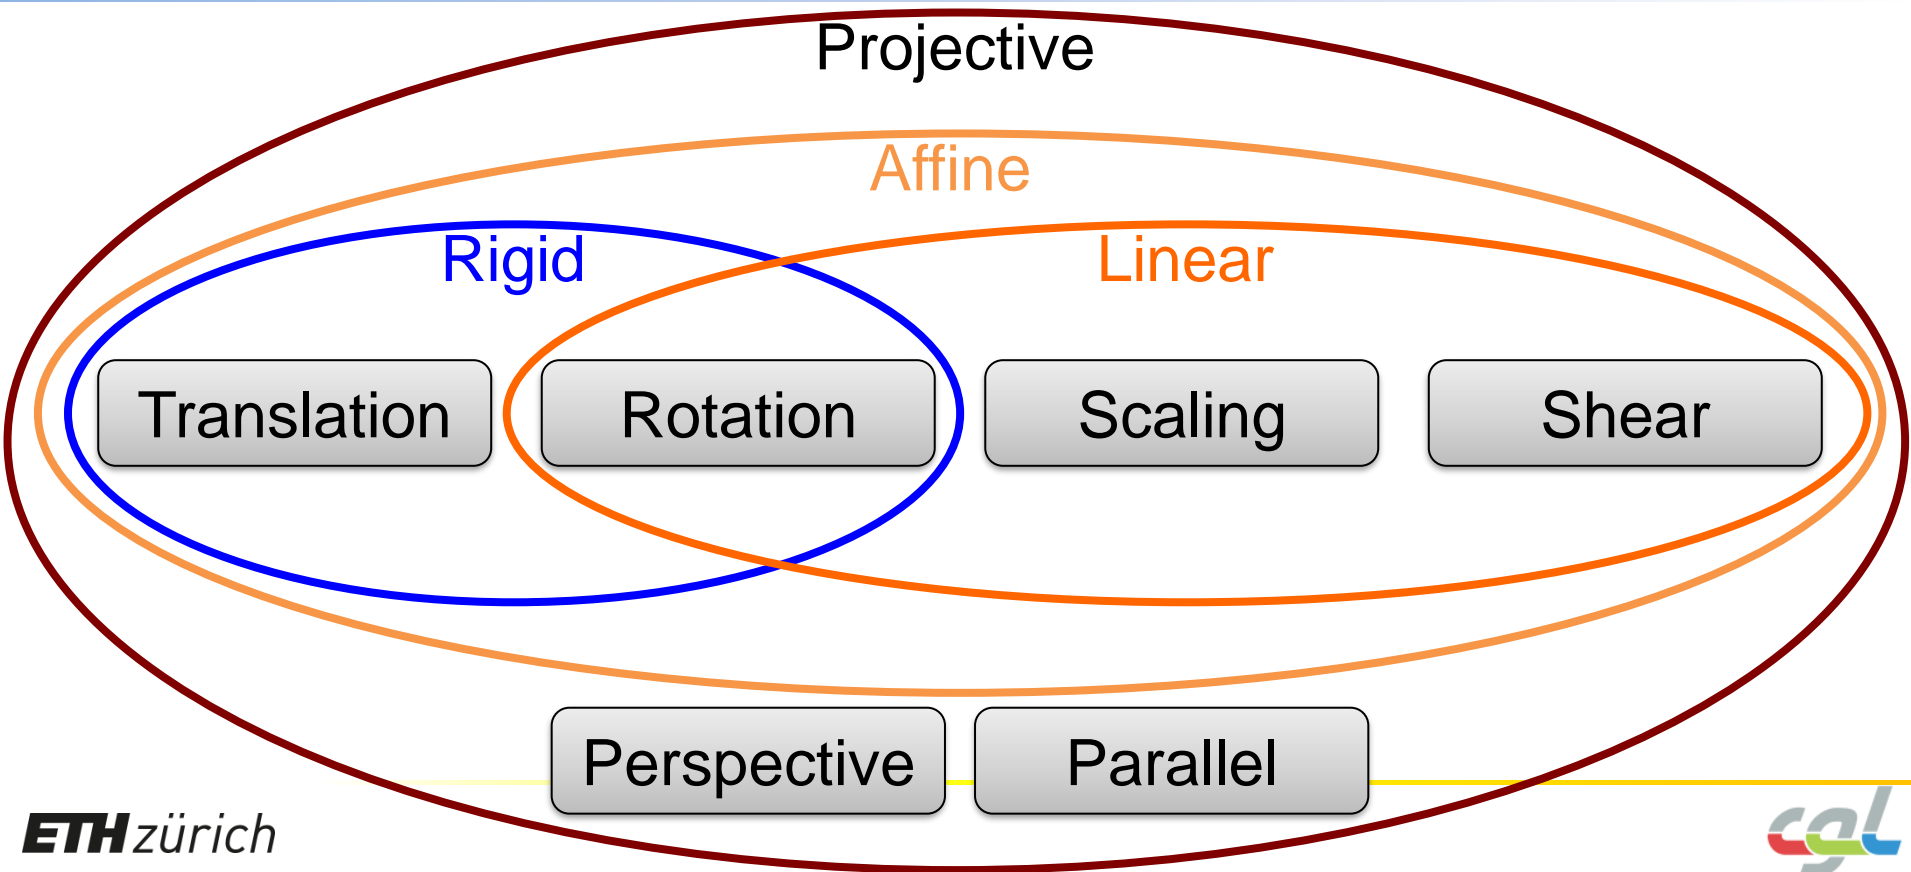 Projective
Affine
Rigid Linear
Translation Rotation Scaling Shear
Perspective Parallel
ETH zürich cgl